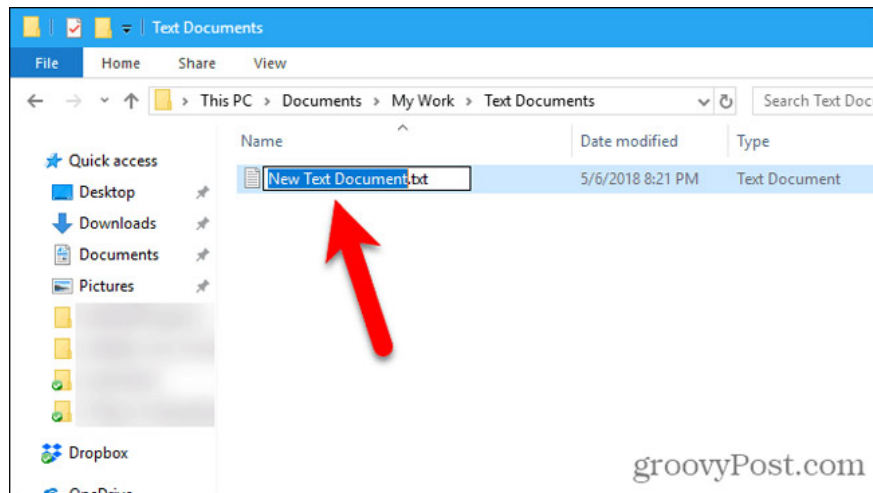 Text Documents
File Home Share View
This PC > Documents > My Work > Text Documents
Search Text Doc
Name Date modified Type
Quick access
New Text Document.txt 5/6/2018 8:21 PM Text Document
Desktop
Downloads
Documents
Pictures
Dropbox
OneDrive
groovyPost.com